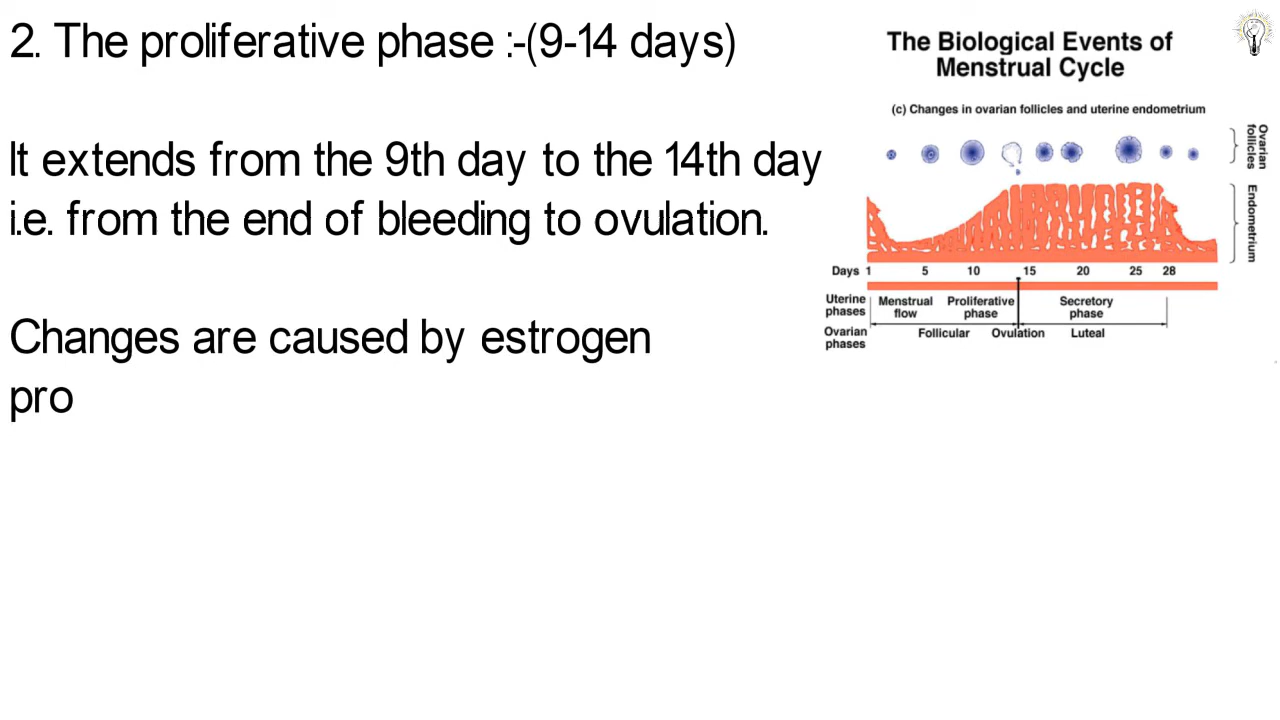 2. The proliferative phase :-(9-14 days)
It extends from the 9th day to the 14th day
i.e. from the end of bleeding to ovulation.
Changes are caused by estrogen
pro
The Biological Events of
Menstrual Cycle
(c) Changes in ovarian follicles and uterine endometrium
Ovarian
follicles
Endometrium
Days 1 5 10 15 20 25 28
Uterine
phases
Menstrual
flow
Proliferative
phase
Secretory
phase
Ovarian
phases
Follicular
Ovulation
Luteal